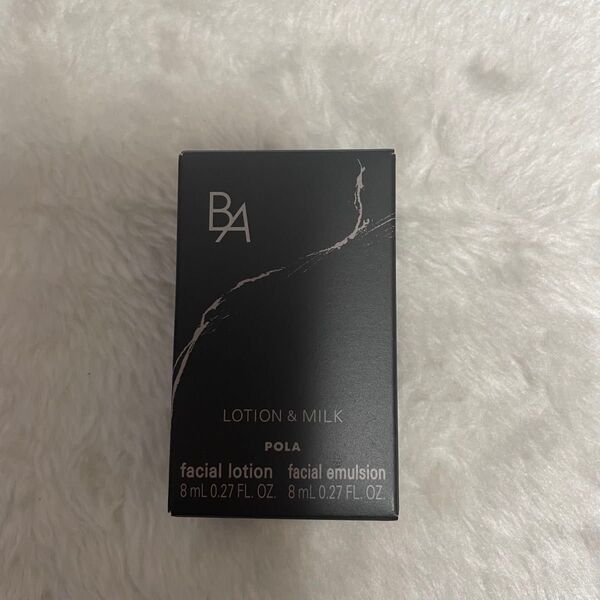 BA
LOTION & MILK
POLA
facial lotion facial emulsion
8 mL 0.27 FL. OZ. 8 mL 0.27 FL. OZ.